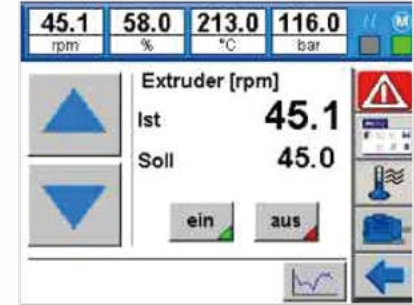 45.1 58.0 213.0 116.0
rpm % °C bar
Extruder [rpm]
Ist 45.1
Soll 45.0
ein aus